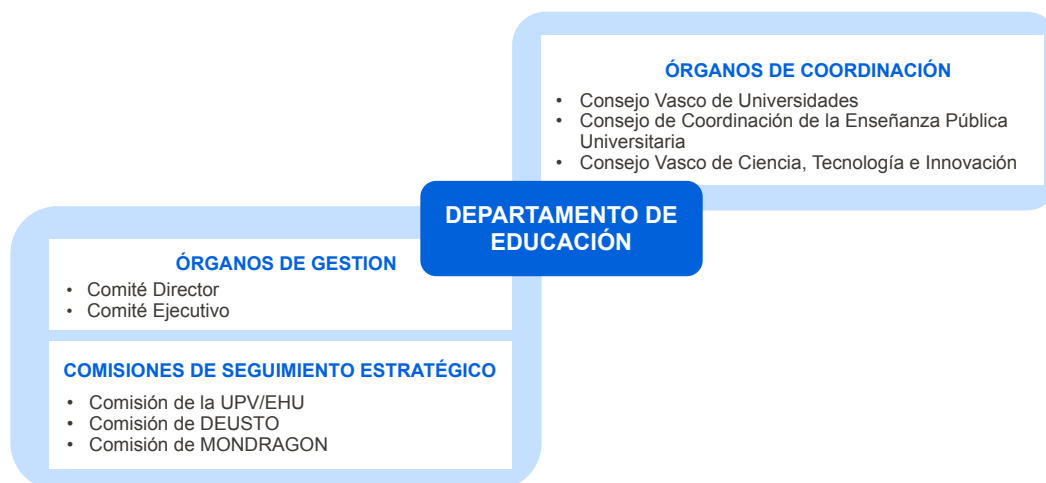 ÓRGANOS DE COORDINACIÓN
• Consejo Vasco de Universidades
• Consejo de Coordinación de la Enseñanza Pública
Universitaria
• Consejo Vasco de Ciencia, Tecnología e Innovación
DEPARTAMENTO DE
EDUCACIÓN
ÓRGANOS DE GESTION
• Comité Director
• Comité Ejecutivo
COMISIONES DE SEGUIMIENTO ESTRATÉGICO
• Comisión de la UPV/EHU
• Comisión de DEUSTO
• Comisión de MONDRAGON